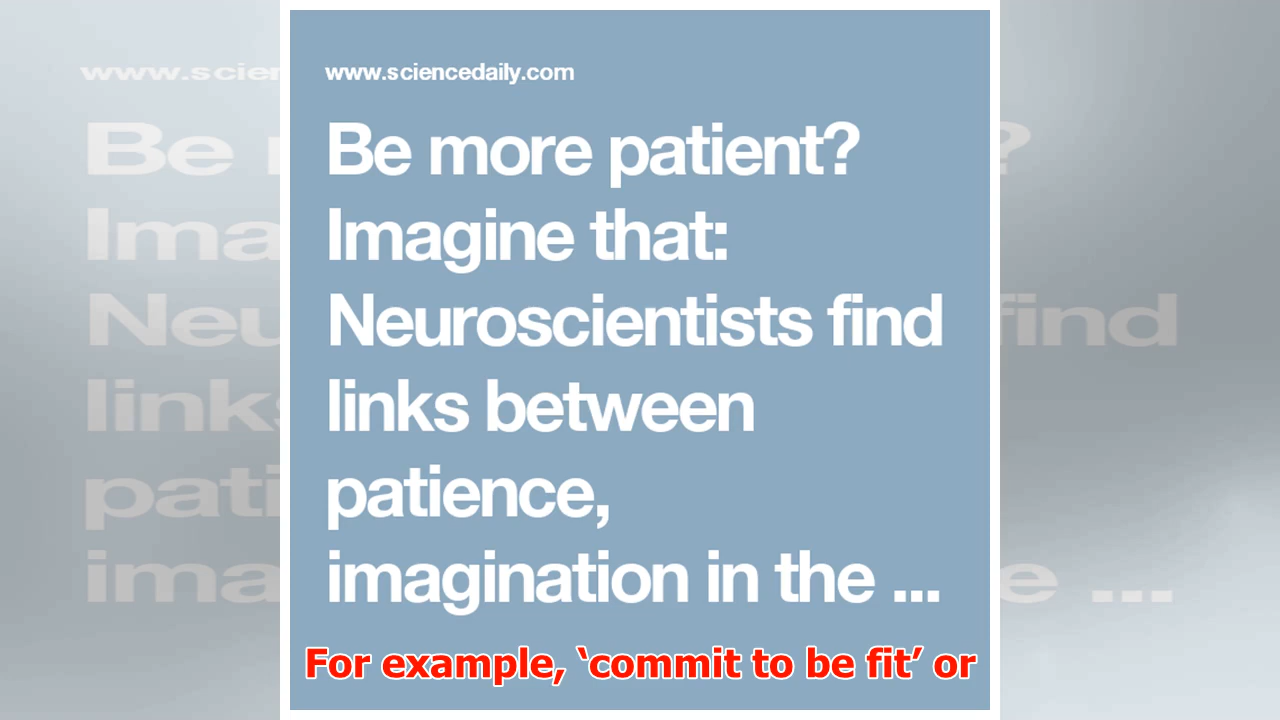 www.sciencedaily.com
Be more patient?
Imagine that:
Neuroscientists find
links between
patience,
imagination in the ...
For example, ‘commit to be fit’ or